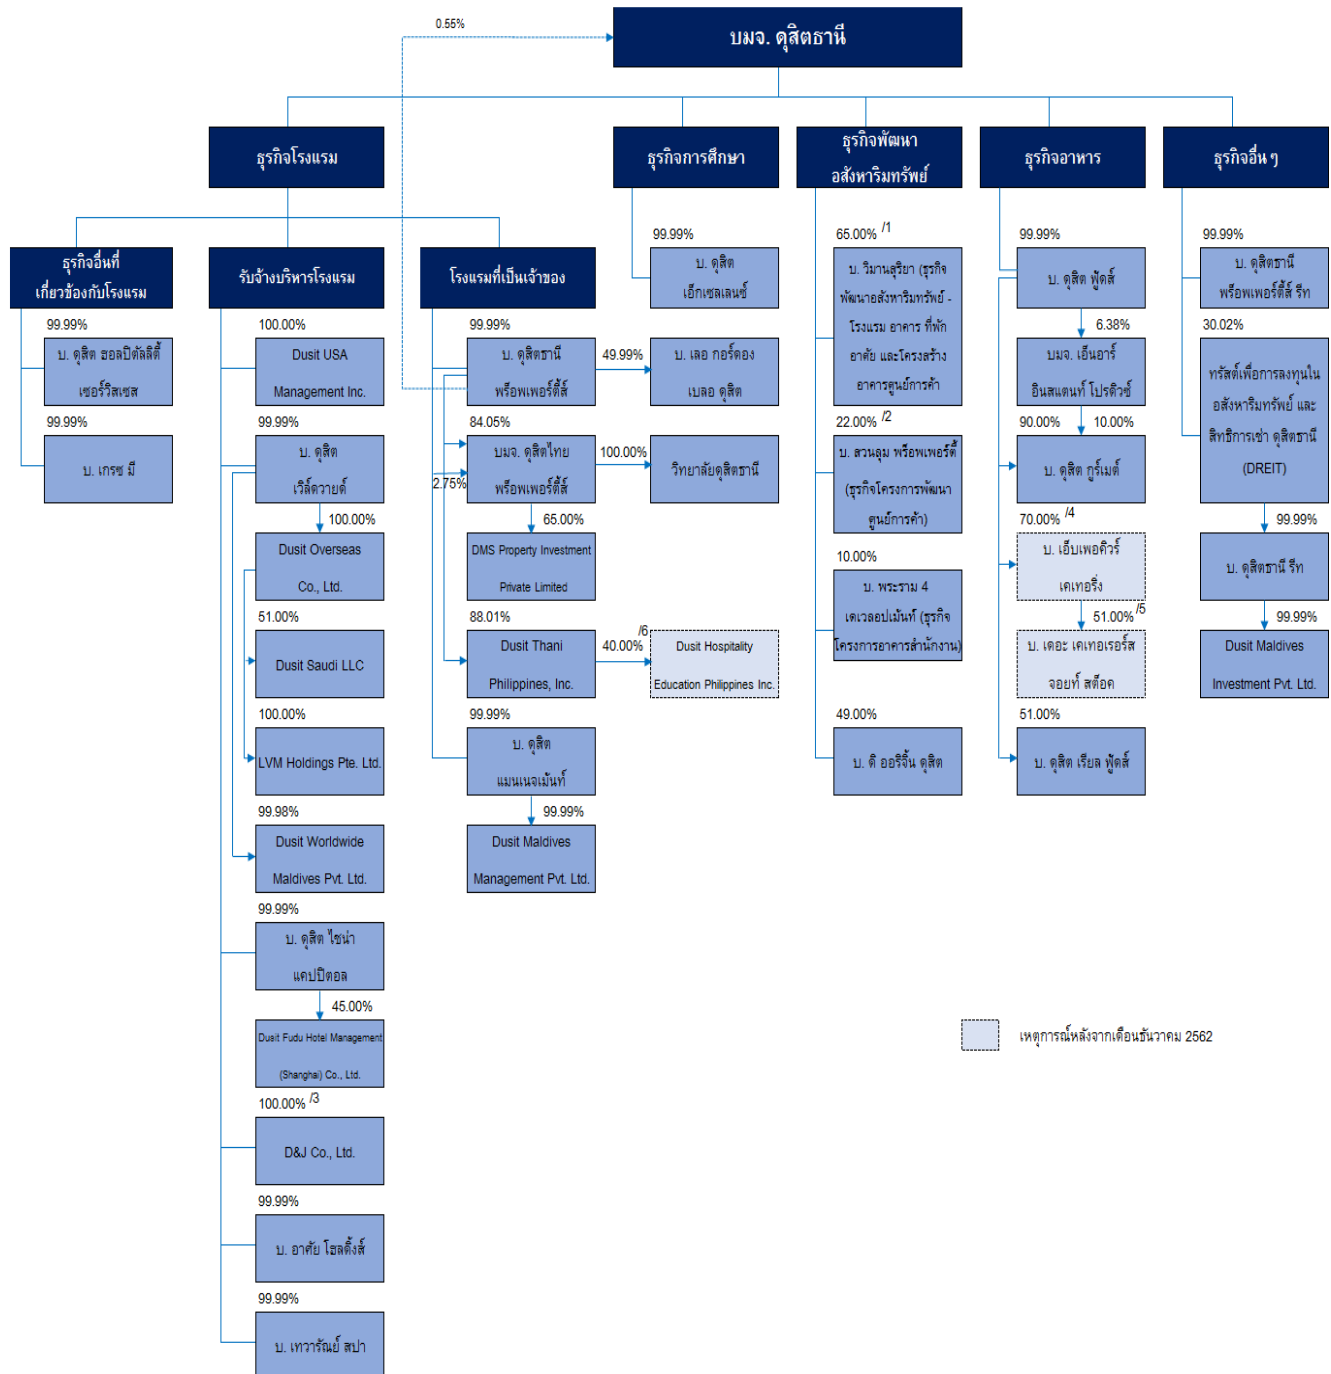 0.55%
บมจ. ดุสิตธานี
ธุรกิจโรงแรม
ธุรกิจการศึกษา
ธุรกิจพัฒนา
อสังหาริมทรัพย์
ธุรกิจอาหาร
ธุรกิจอื่น ๆ
ธุรกิจอื่นที่
เกี่ยวข้องกับโรงแรม
99.99%
บ. ดุสิต ฮอลปิตัลลิตี้
เซอร์วิสเซส
99.99%
บ. เกรซ มี
รับจ้างบริหารโรงแรม
100.00%
Dusit USA
Management Inc.
99.99%
บ. ดุสิต
เวิล์ดวายด์
100.00%
Dusit Overseas
Co., Ltd.
51.00%
Dusit Saudi LLC
100.00%
LVM Holdings Pte. Ltd.
99.98%
Dusit Worldwide
Maldives Pvt. Ltd.
99.99%
บ. ดุสิต ไชน่า
แคปปิตอล
45.00%
Dusit Fudu Hotel Management
(Shanghai) Co., Ltd.
100.00% /3
D&J Co., Ltd.
99.99%
บ. อาศัย โฮลดิ้งส์
99.99%
บ. เทวารัณย์ สปา
โรงแรมที่เป็นเจ้าของ
99.99%
บ. ดุสิตธานี
พร็อพเพอร์ตี้ส์
49.99%
บ. เลอ กอร์ดอง
เบลอ ดุสิต
84.05%
บมจ. ดุสิตไทย
พร็อพเพอร์ตี้ส์
2.75%
100.00%
วิทยาลัยดุสิตธานี
65.00%
DMS Property Investment
Private Limited
88.01%
Dusit Thani
Philippines, Inc.
40.00% /6
Dusit Hospitality
Education Philippines Inc.
99.99%
บ. ดุสิต
แมนเนจเม้นท์
99.99%
Dusit Maldives
Management Pvt. Ltd.
99.99%
บ. ดุสิต
เอ็กเซลเลนซ์
65.00% /1
บ. วิมานสุริยา (ธุรกิจ
พัฒนาอสังหาริมทรัพย์ -
โรงแรม อาคาร ที่พัก
อาศัย และโครงสร้าง
อาคารศูนย์การค้า
22.00% /2
บ. สวนลุม พร็อพเพอร์ตี้
(ธุรกิจโครงการพัฒนา
ศูนย์การค้า)
10.00%
บ. พระราม 4
เดเวลอปเม้นท์ (ธุรกิจ
โครงการอาคารสำนักงาน)
49.00%
บ. ดิ ออริจิ้น ดุสิต
99.99%
บ. ดุสิต ฟู้ดส์
6.38%
บมจ. เอ็นอาร์
อินสแตนท์ โปรดิวซ์
90.00%
10.00%
บ. ดุสิต กูร์เมต์
70.00% /4
บ. เอ็บเพอคิวร์
เคเทอริ่ง
51.00% /5
บ. เดอะ เคเทอเรอร์ส
จอยท์ สต๊อค
51.00%
บ. ดุสิต เรียล ฟู้ดส์
99.99%
บ. ดุสิตธานี
พร็อพเพอร์ตี้ส์ รีท
30.02%
ทรัสต์เพื่อการลงทุนใน
อสังหาริมทรัพย์ และ
สิทธิการเช่า ดุสิตธานี
(DREIT)
99.99%
บ. ดุสิตธานี รีท
99.99%
Dusit Maldives
Investment Pvt. Ltd.
เหตุการณ์หลังจากเดือนธันวาคม 2562